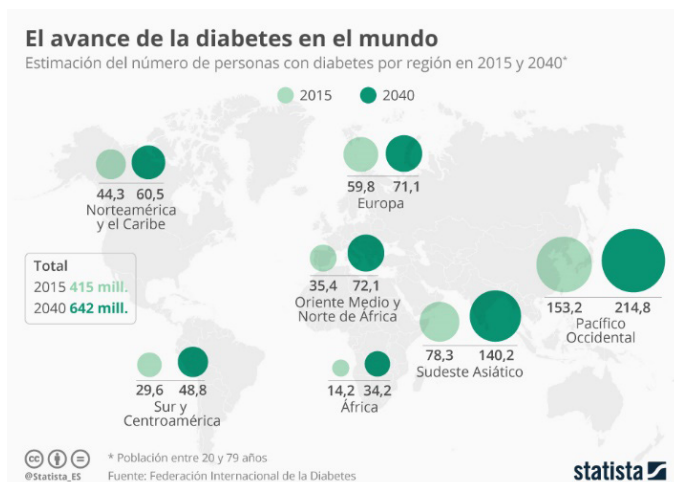 El avance de la diabetes en el mundo
Estimación del número de personas con diabetes por región en 2015 y 2040*
2015 2040
44,3 60,5
Norteamérica
y el Caribe
59,8 71,1
Europa
Total
2015 415 mill.
2040 642 mill.
35,4 72,1
Oriente Medio y
Norte de África
153,2 214,8
Pacífico
Occidental
78,3 140,2
Sudeste Asiático
29,6 48,8
Sur y
Centroamérica
14,2 34,2
África
cc
@Statista_ES
* Población entre 20 y 79 años
Fuente: Federación Internacional de la Diabetes
statista